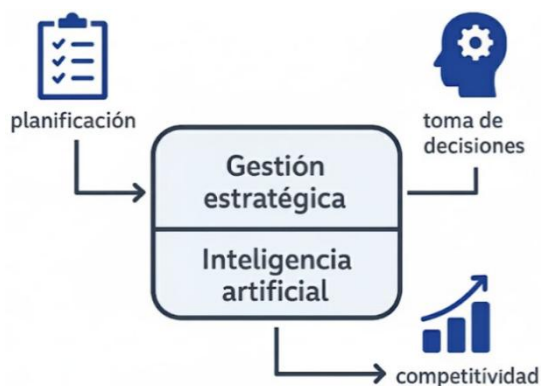 planificación
toma de
decisiones
Gestión
estratégica
Inteligencia
artificial
competitividad